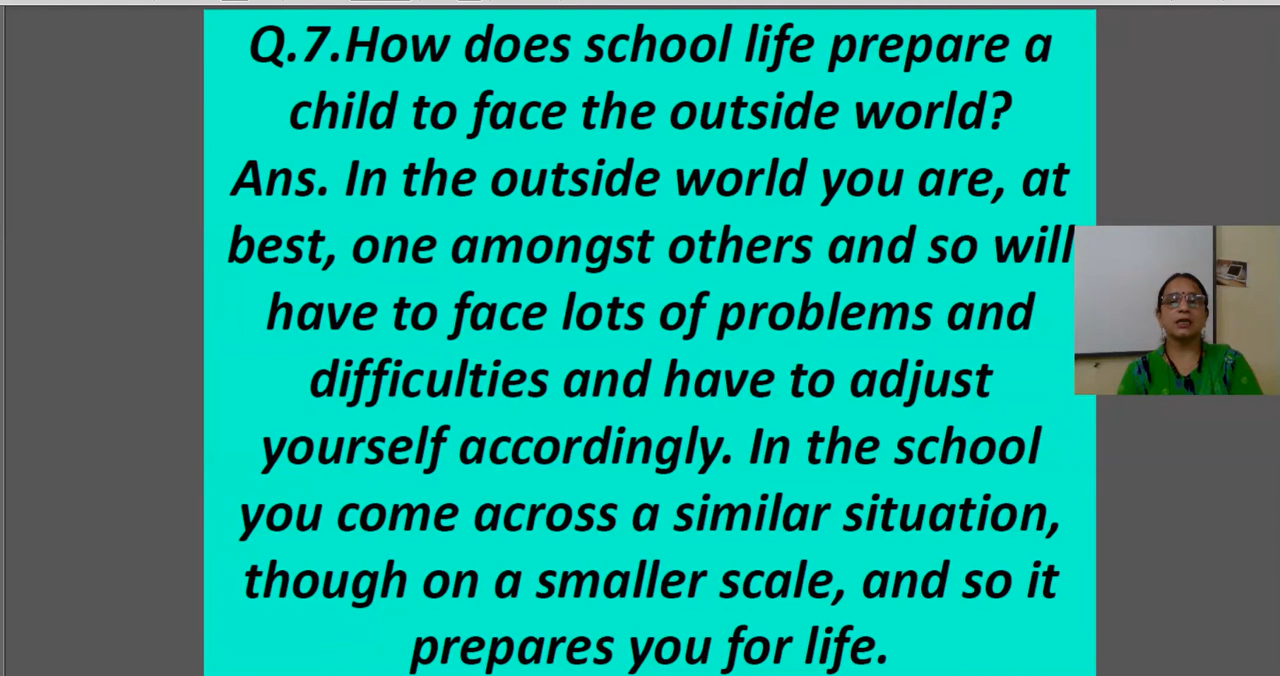 Q.7.How does school life prepare a
child to face the outside world?
Ans. In the outside world you are, at
best, one amongst others and so will
have to face lots of problems and
difficulties and have to adjust
yourself accordingly. In the school
you come across a similar situation,
though on a smaller scale, and so it
prepares you for life.